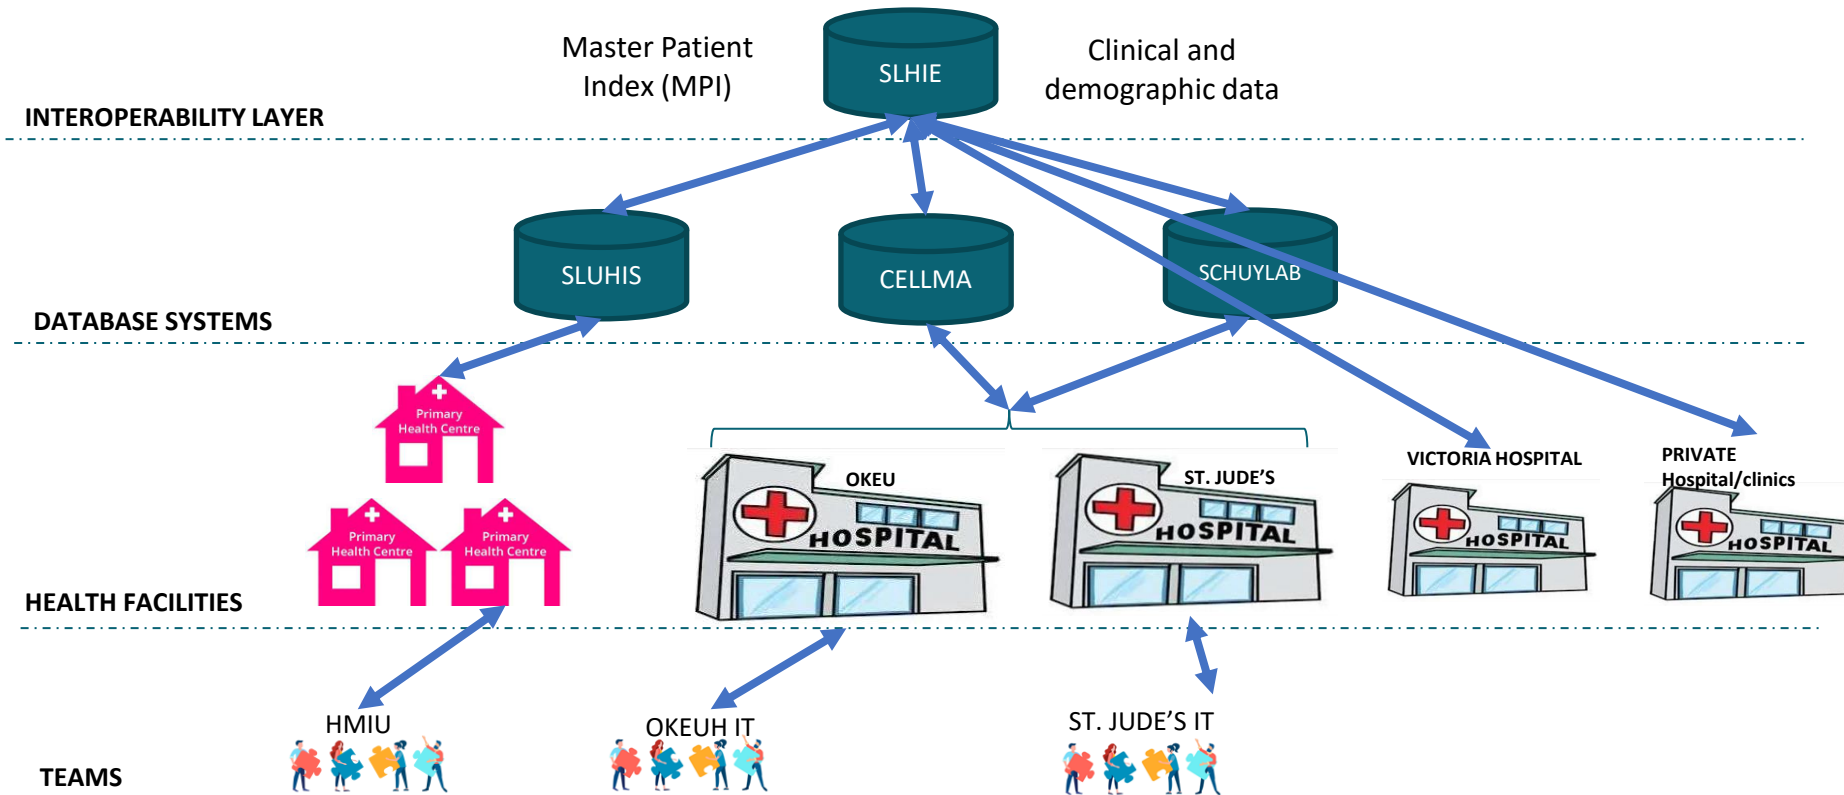 Master Patient
Index (MPI)
SLHIE
Clinical and
demographic data
INTEROPERABILITY LAYER
SLUHIS
CELLMA
SCHUYLAB
DATABASE SYSTEMS
Primary
Health Centre
Primary
Health Centre
Primary
Health Centre
OKEU
HOSPITAL
ST. JUDE’S
HOSPITAL
VICTORIA HOSPITAL
HOSPITAL
PRIVATE
Hospital/clinics
HOSPITAL
HEALTH FACILITIES
HMIU
OKEUH IT
ST. JUDE’S IT
TEAMS